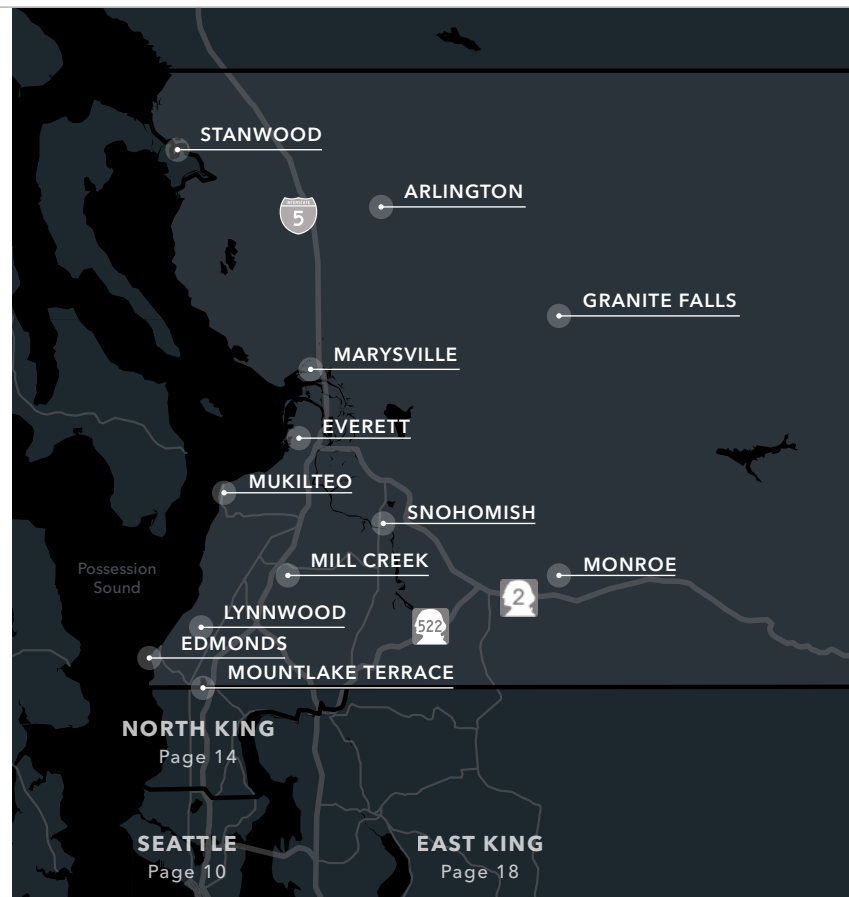 STANWOOD
ARLINGTON
INTERSTATE
5
GRANITE FALLS
MARYSVILLE
EVERETT
MUKILTEO
SNOHOMISH
MILL CREEK
MONROE
Possession
Sound
2
LYNNWOOD
522
EDMONDS
MOUNTLAKE TERRACE
NORTH KING
Page 14
SEATTLE
Page 10
EAST KING
Page 18